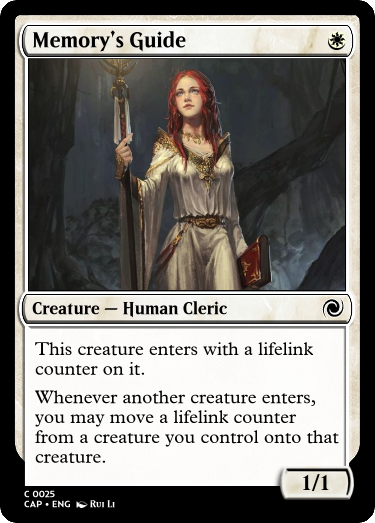 Memory's Guide
Creature — Human Cleric
This creature enters with a lifelink
counter on it.
Whenever another creature enters,
you may move a lifelink counter
from a creature you control onto that
creature.
1/1
C 0025
CAP • ENG Rui Li